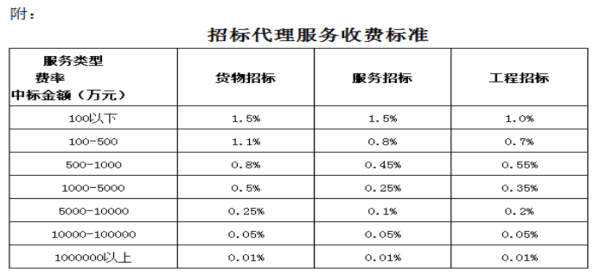 附：
招标代理服务收费标准
服务类型
费率
中标金额（万元） 货物招标 服务招标 工程招标
100以下 1.5% 1.5% 1.0%
100-500 1.1% 0.8% 0.7%
500-1000 0.8% 0.45% 0.55%
1000-5000 0.5% 0.25% 0.35%
5000-10000 0.25% 0.1% 0.2%
10000-100000 0.05% 0.05% 0.05%
1000000以上 0.01% 0.01% 0.01%